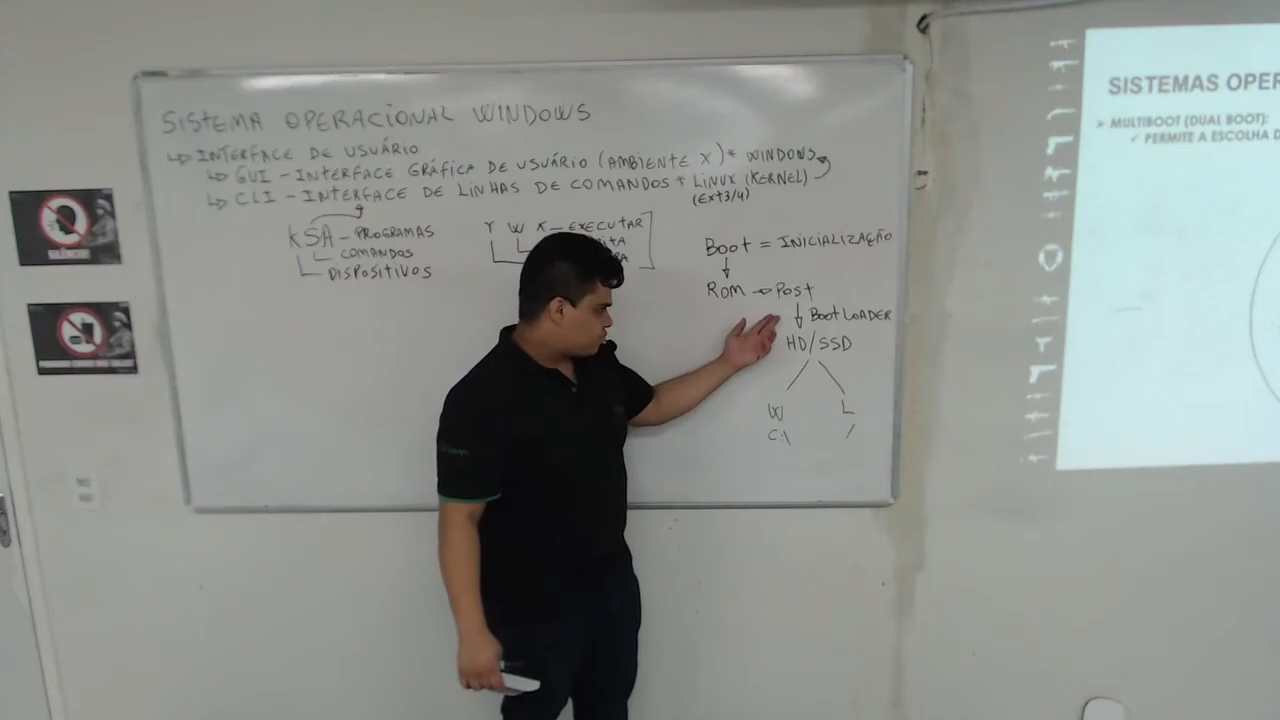 SISTEMA OPERACIONAL WINDOWS
↳ INTERFACE DE USUÁRIO
↳ GUI - INTERFACE GRÁFICA DE USUÁRIO (AMBIENTE X) * WINDOWS
↳ CLI - INTERFACE DE LINHAS DE COMANDOS * LINUX (KERNEL)
(Ext3/4)
KSA - PROGRAMAS
COMANDOS
DISPOSITIVOS
W X - EXECUTAR
Boot = INICIALIZAÇÃO
ROM → Post
Boot LOADER
HD/SSD
W L
C:\ /
SISTEMAS OPER
➤ MULTIBOOT (DUAL BOOT):
✓ PERMITE A ESCOLHA D